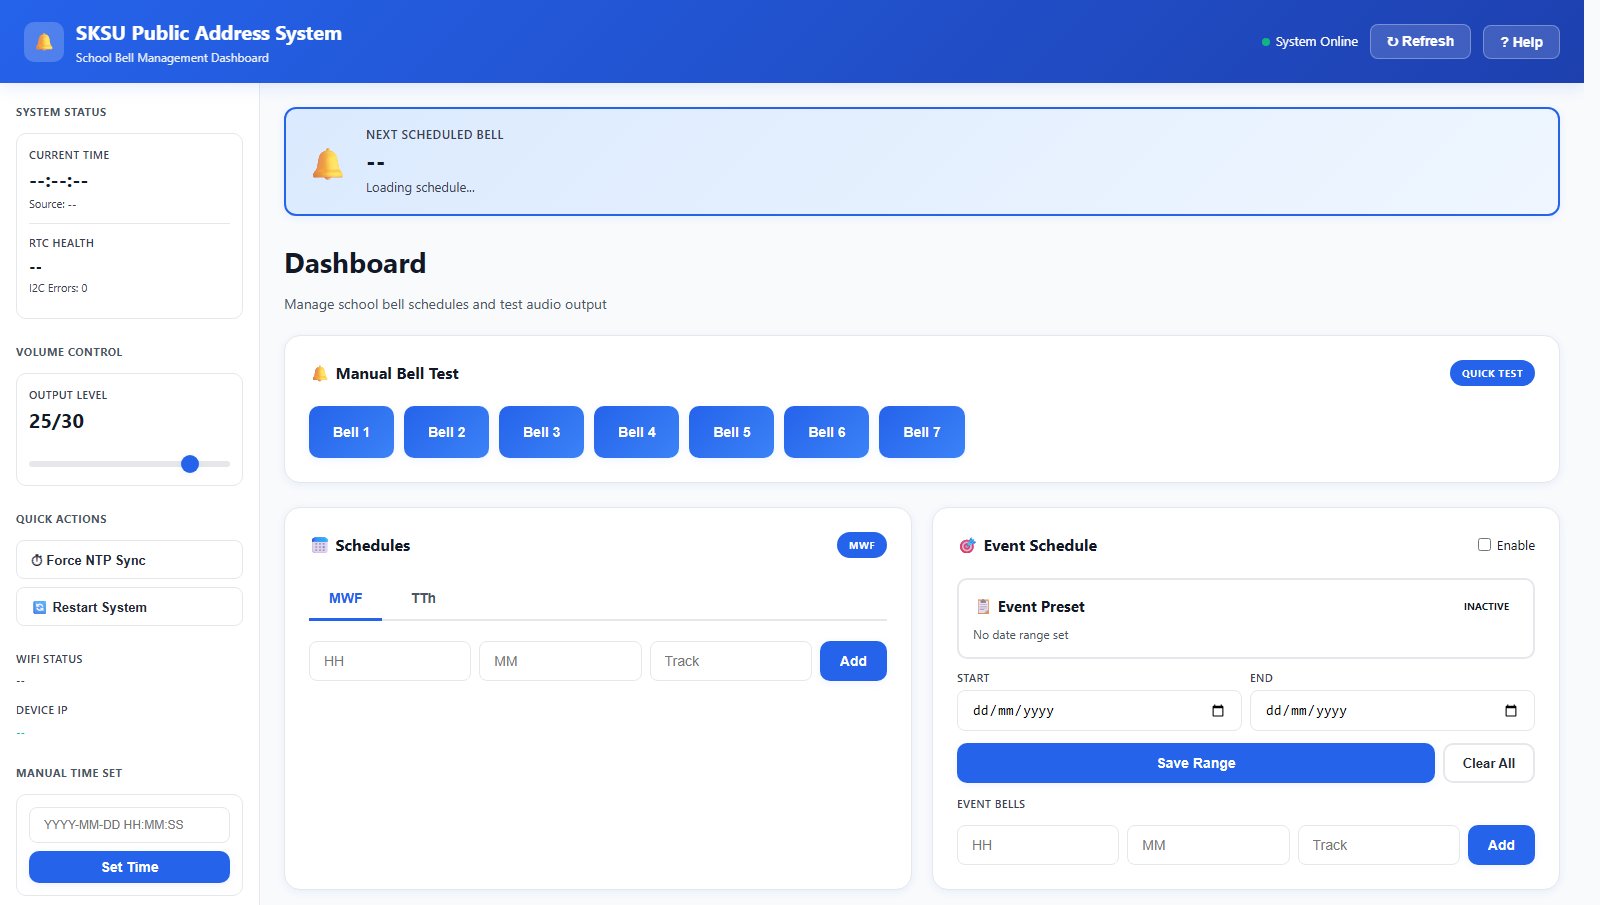 SKSU Public Address System
School Bell Management Dashboard
System Online
↻ Refresh
? Help
SYSTEM STATUS
CURRENT TIME
--:--:--
Source: --
RTC HEALTH
--
I2C Errors: 0
VOLUME CONTROL
OUTPUT LEVEL
25/30
QUICK ACTIONS
⏱ Force NTP Sync
🔄 Restart System
WIFI STATUS
--
DEVICE IP
--
MANUAL TIME SET
YYYY-MM-DD HH:MM:SS
Set Time
NEXT SCHEDULED BELL
--
Loading schedule...
Dashboard
Manage school bell schedules and test audio output
Manual Bell Test
QUICK TEST
Bell 1
Bell 2
Bell 3
Bell 4
Bell 5
Bell 6
Bell 7
Schedules
MWF
MWF
TTh
HH
MM
Track
Add
Event Schedule
Enable
Event Preset
INACTIVE
No date range set
START
END
dd/mm/yyyy
dd/mm/yyyy
Save Range
Clear All
EVENT BELLS
HH
MM
Track
Add